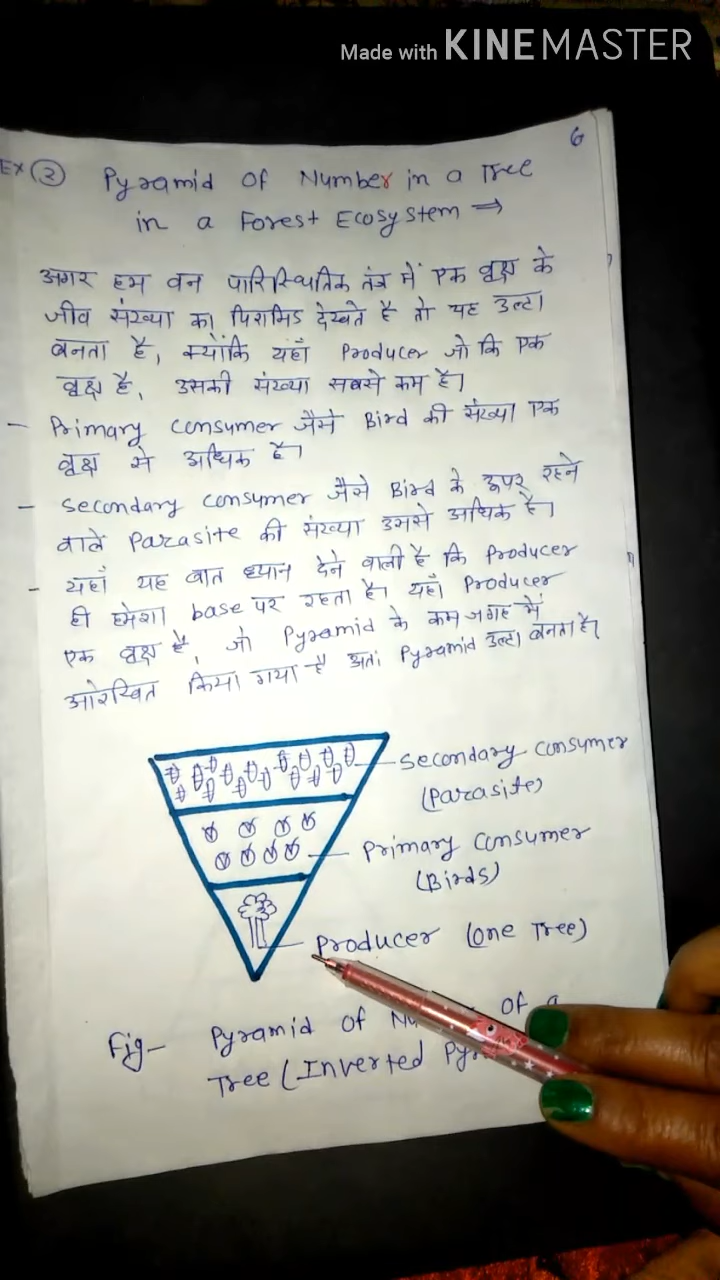 Made with KINEMASTER
6
Ex ② Pyramid of Number in a Tree
in a Forest Ecosystem ⇒
अगर हम वन पारिस्थितिक तंत्र में एक वृक्ष के
जीव संख्या का पिरामिड देखते है तो यह उल्टा
बनता है, क्योंकि यहाँ Producer जो कि एक
वृक्ष है, उसकी संख्या सबसे कम है।
- Primary Consumer जैसे Bird की संख्या एक
वृक्ष से अधिक है।
- Secondary Consumer जैसे Bird के ऊपर रहने
वाले Parasite की संख्या उससे अधिक है।
- यहाँ यह बात ध्यान देने वाली है कि Producer
ही हमेशा base पर रहता है। यहाँ Producer
एक वृक्ष है, जो Pyramid के कम जगह में
आरेखित किया गया है अतः Pyramid उल्टा बनता है।
Secondary Consumer
(Parasite)
Primary Consumer
(Birds)
Producer (One Tree)
Fig- Pyramid of of a
Tree (Inverted